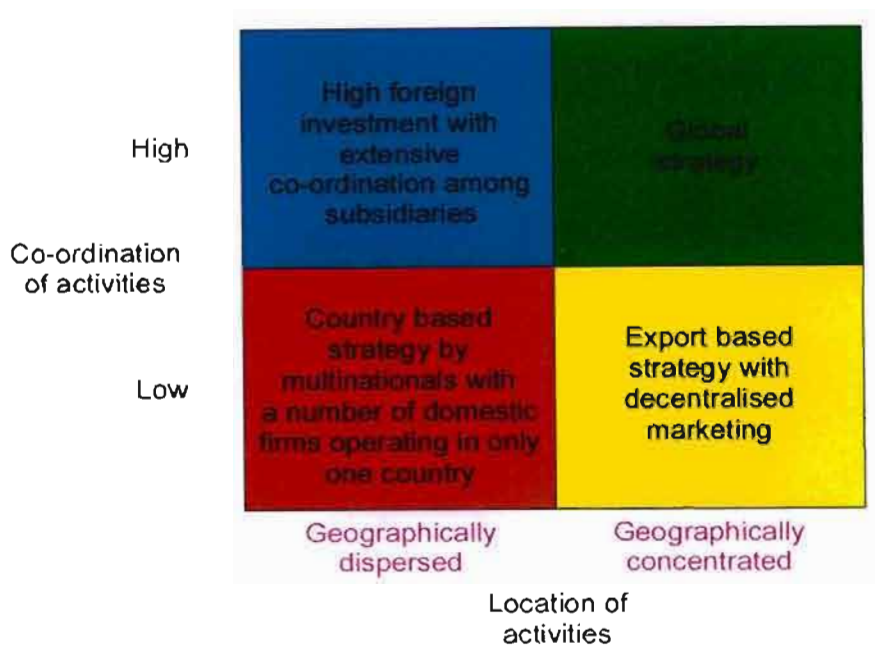 High
Co-ordination
of activities
Low
High foreign
investment with
extensive
co-ordination among
subsidiaries
Global
strategy
Country based
strategy by
multinationals with
a number of domestic
firms operating in only
one country
Export based
strategy with
decentralised
marketing
Geographically
dispersed
Geographically
concentrated
Location of
activities